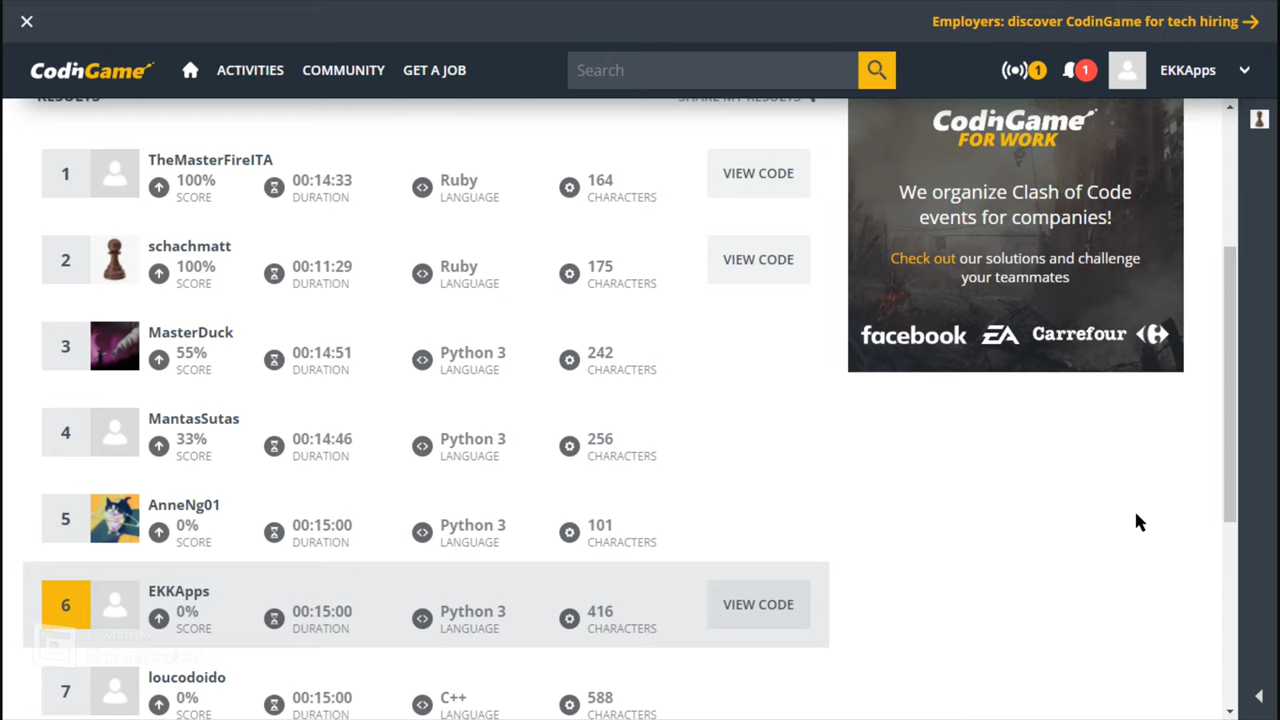 Employers: discover CodinGame for tech hiring
CodinGame ACTIVITIES COMMUNITY GET A JOB Search 1 1 EKKApps
RESULTS SHARE MY RESULTS
1 TheMasterFireITA
100% 00:14:33 Ruby 164 VIEW CODE
SCORE DURATION LANGUAGE CHARACTERS
2 schachmatt
100% 00:11:29 Ruby 175 VIEW CODE
SCORE DURATION LANGUAGE CHARACTERS
3 MasterDuck
55% 00:14:51 Python 3 242
SCORE DURATION LANGUAGE CHARACTERS
4 MantasSutas
33% 00:14:46 Python 3 256
SCORE DURATION LANGUAGE CHARACTERS
5 AnneNg01
0% 00:15:00 Python 3 101
SCORE DURATION LANGUAGE CHARACTERS
6 EKKApps
0% 00:15:00 Python 3 416 VIEW CODE
SCORE DURATION LANGUAGE CHARACTERS
7 loucodoido
0% 00:15:00 C++ 588
SCORE DURATION LANGUAGE CHARACTERS
CodinGame
FOR WORK
We organize Clash of Code
events for companies!
Check out our solutions and challenge
your teammates
facebook EA Carrefour